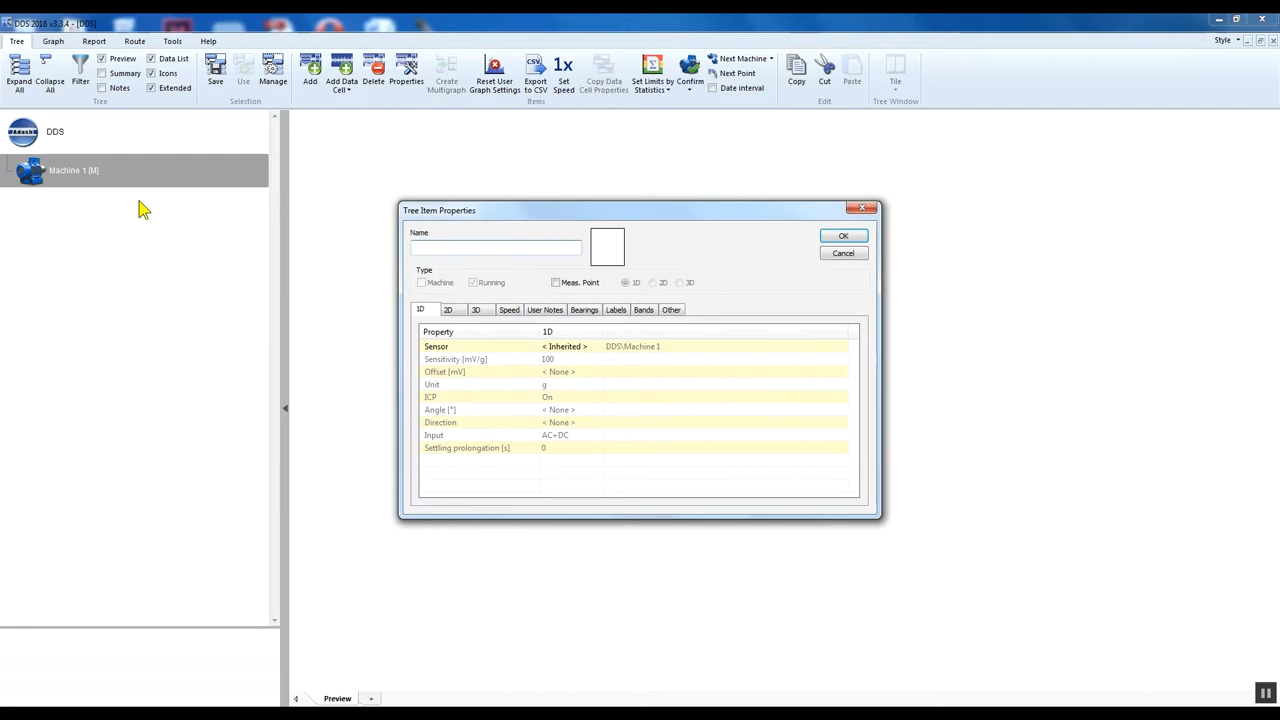 DDS 2018 v3.3.4 - [DDS]
Tree Graph Report Route Tools Help Style
Expand All
Collapse All
Filter
Preview
Summary
Notes
Data List
Icons
Extended
Tree
Save
Use
Manage
Selection
Add
Add Data Cell
Delete
Properties
Create Multigraph
Reset User Graph Settings
Export to CSV
1x
Set Speed
Copy Data Cell Properties
Set Limits by Statistics
Confirm
Next Machine
Next Point
Date interval
Items
Copy
Cut
Paste
Edit
Tile
Tree Window
Adash
DDS
Machine 1 [M]
Tree Item Properties
Name
OK
Cancel
Type
Machine Running Meas. Point 1D 2D 3D
1D 2D 3D Speed User Notes Bearings Labels Bands Other
Property 1D
Sensor < Inherited > DDS\Machine 1
Sensitivity [mV/g] 100
Offset [mV] < None >
Unit g
ICP On
Angle [°] < None >
Direction < None >
Input AC+DC
Settling prolongation [s] 0
Preview